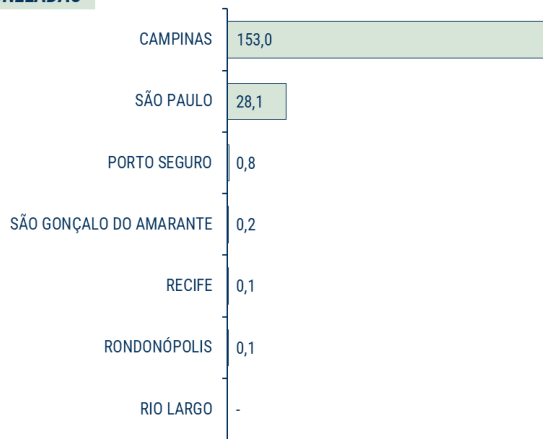 CAMPINAS 153,0
SÃO PAULO 28,1
PORTO SEGURO 0,8
SÃO GONÇALO DO AMARANTE 0,2
RECIFE 0,1
RONDONÓPOLIS 0,1
RIO LARGO -